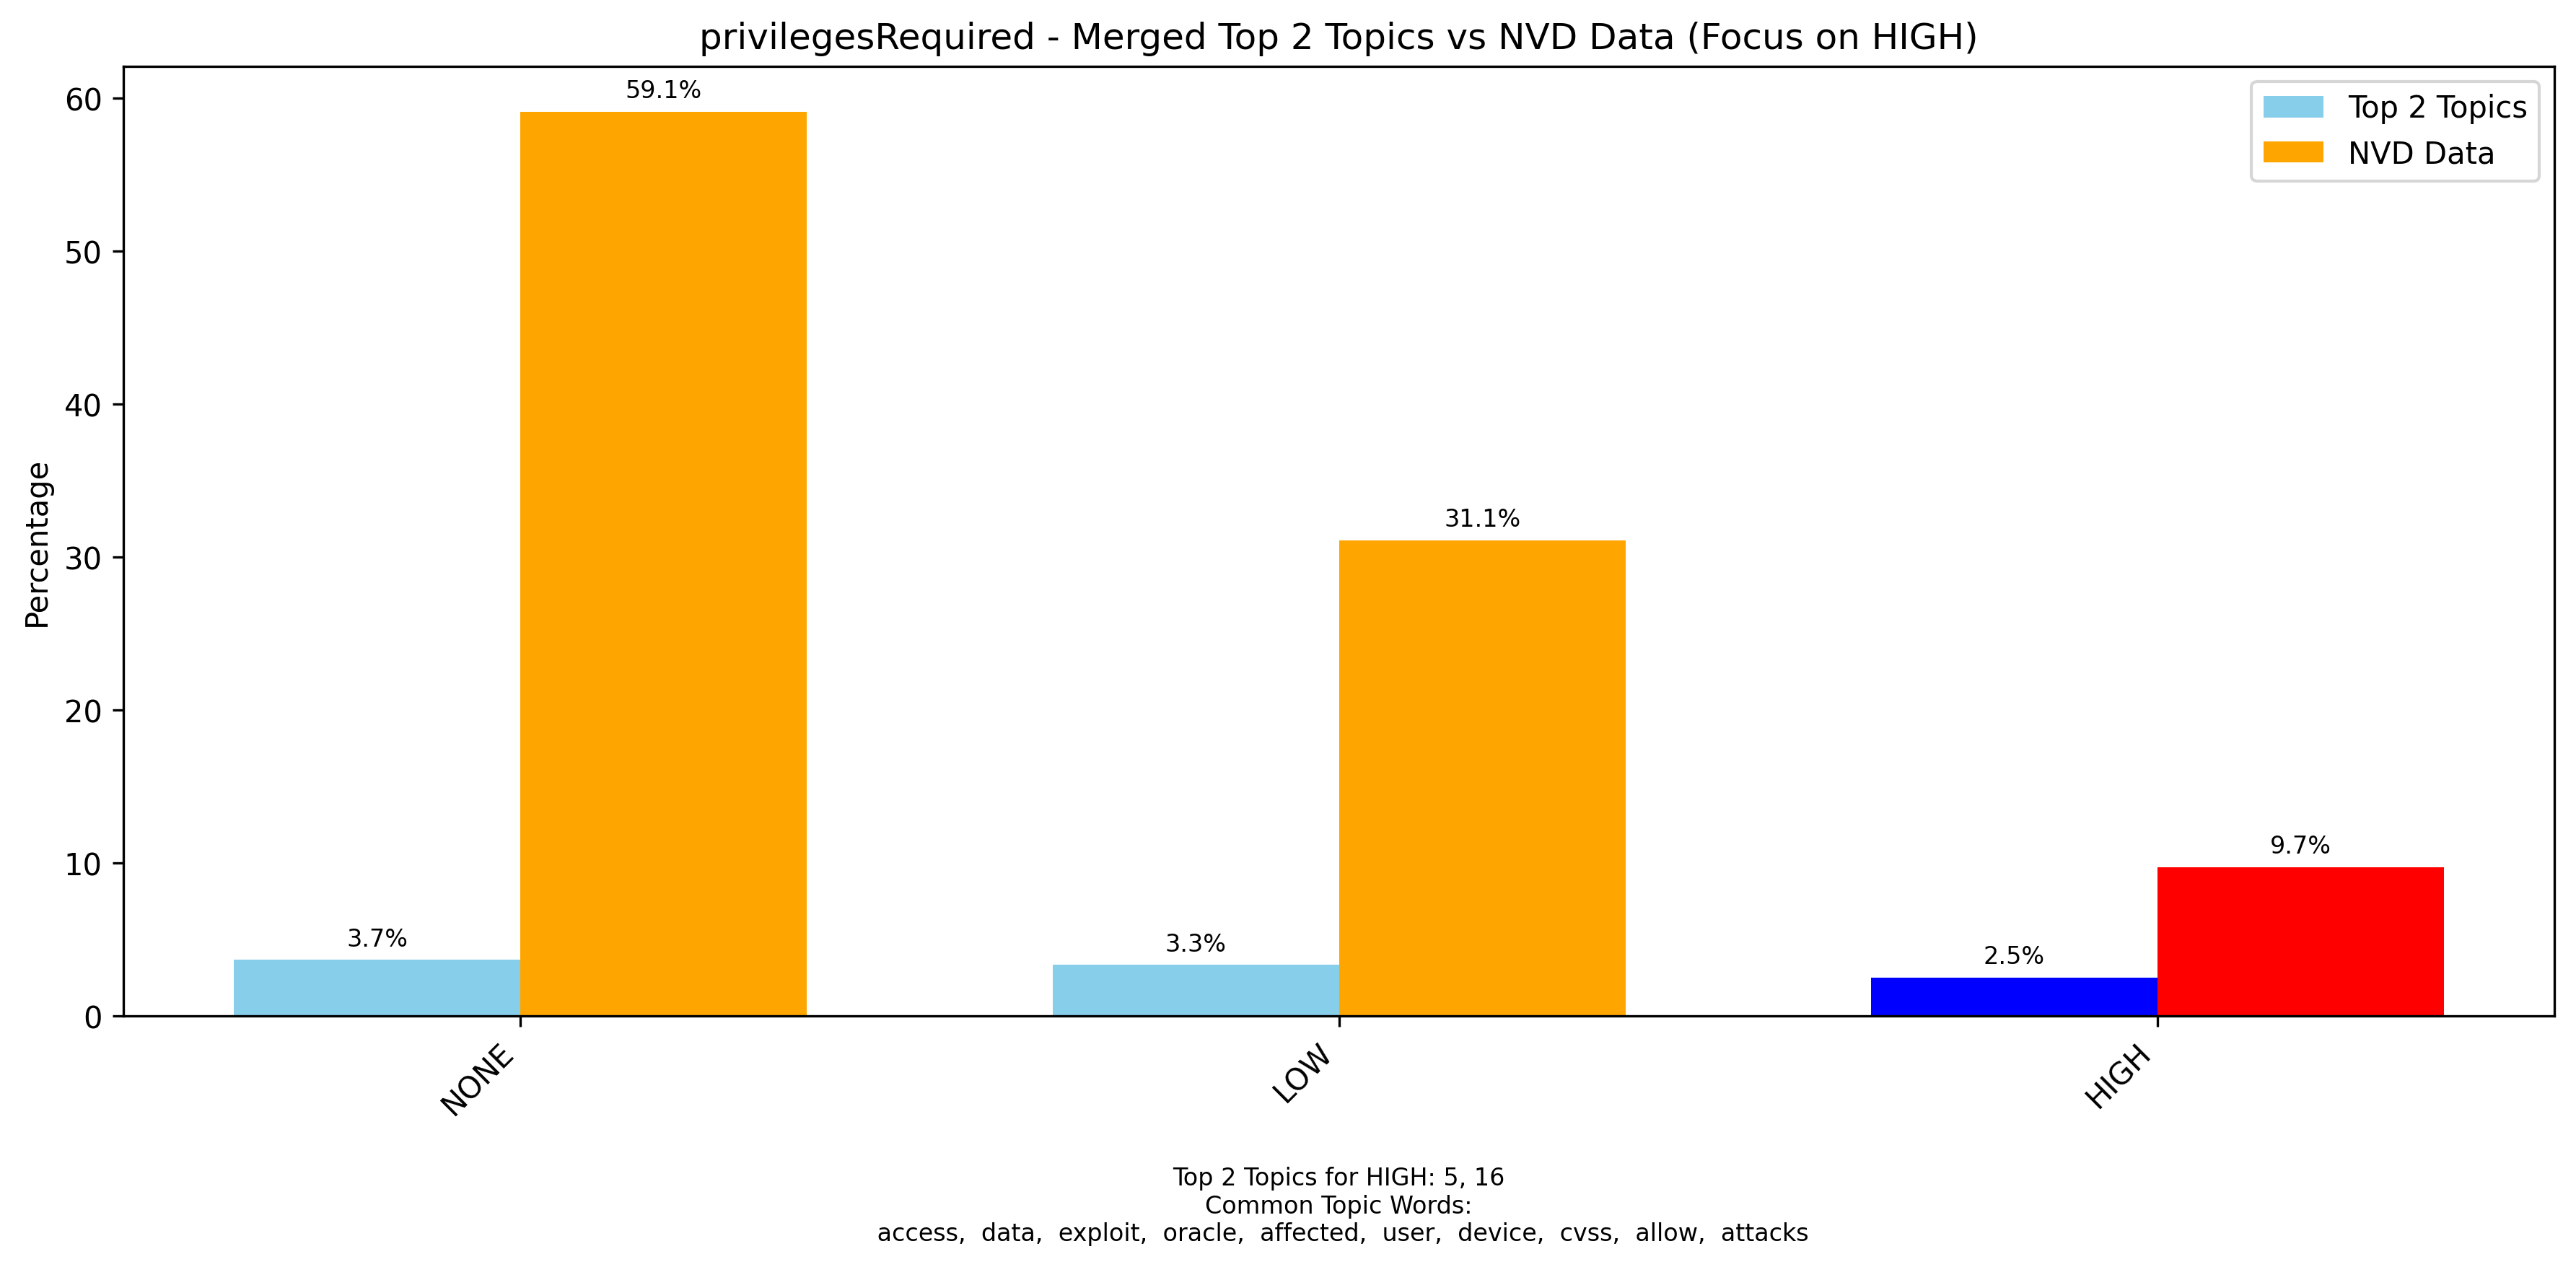 privilegesRequired - Merged Top 2 Topics vs NVD Data (Focus on HIGH)
Top 2 Topics
NVD Data
Percentage
60
50
40
30
20
10
0
3.7%
59.1%
3.3%
31.1%
2.5%
9.7%
NONE
LOW
HIGH
Top 2 Topics for HIGH: 5, 16
Common Topic Words:
access, data, exploit, oracle, affected, user, device, cvss, allow, attacks